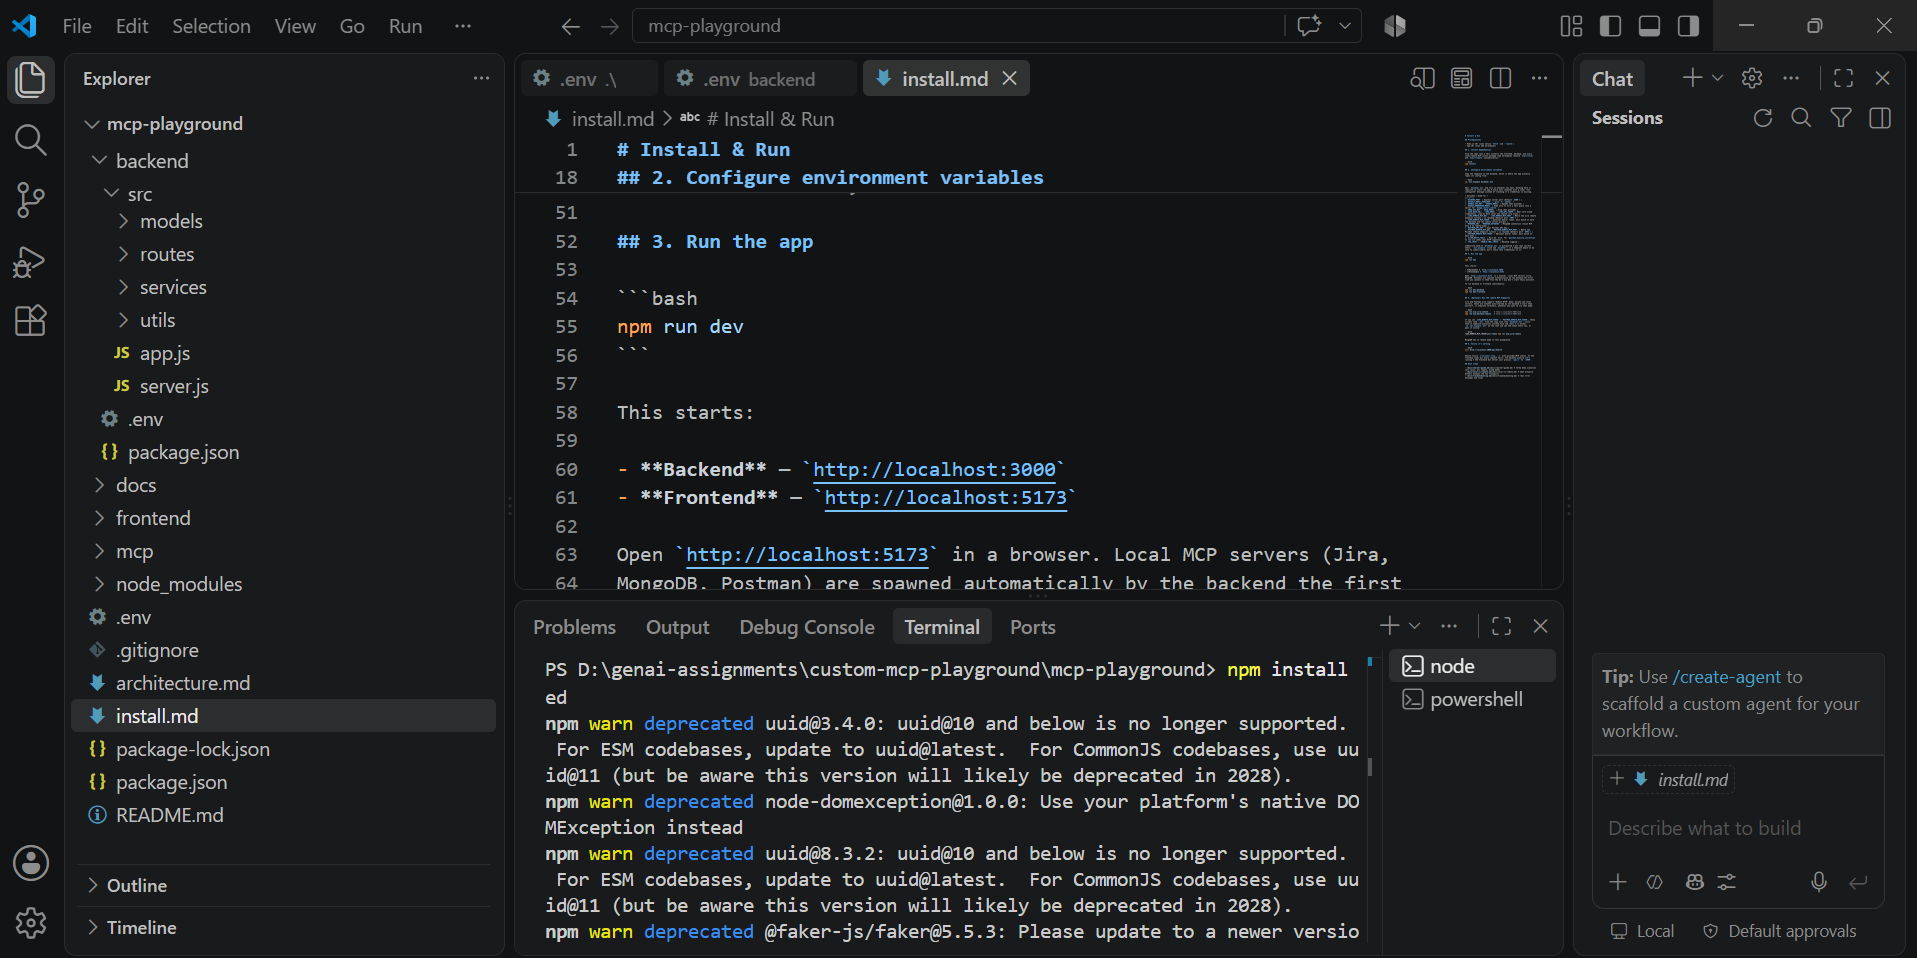 File Edit Selection View Go Run ···
mcp-playground
Explorer
mcp-playground
backend
src
models
routes
services
utils
JS app.js
JS server.js
.env
{} package.json
docs
frontend
mcp
node_modules
.env
.gitignore
architecture.md
install.md
{} package-lock.json
{} package.json
README.md
Outline
Timeline
.env .\
.env backend
install.md
install.md > abc # Install & Run
1 # Install & Run
18 ## 2. Configure environment variables
51
52 ## 3. Run the app
53
54 ```bash
55 npm run dev
56 ```
57
58 This starts:
59
60 - **Backend** — `http://localhost:3000`
61 - **Frontend** — `http://localhost:5173`
62
63 Open `http://localhost:5173` in a browser. Local MCP servers (Jira,
64 MongoDB, Postman) are spawned automatically by the backend the first
Problems Output Debug Console Terminal Ports
PS D:\genai-assignments\custom-mcp-playground\mcp-playground> npm install
ed
npm warn deprecated uuid@3.4.0: uuid@10 and below is no longer supported.
For ESM codebases, update to uuid@latest.  For CommonJS codebases, use uu
id@11 (but be aware this version will likely be deprecated in 2028).
npm warn deprecated node-domexception@1.0.0: Use your platform's native DO
MException instead
npm warn deprecated uuid@8.3.2: uuid@10 and below is no longer supported.
For ESM codebases, update to uuid@latest.  For CommonJS codebases, use uu
id@11 (but be aware this version will likely be deprecated in 2028).
npm warn deprecated @faker-js/faker@5.5.3: Please update to a newer versio
node
powershell
Chat
Sessions
Tip: Use /create-agent to
scaffold a custom agent for your
workflow.
install.md
Describe what to build
Local
Default approvals